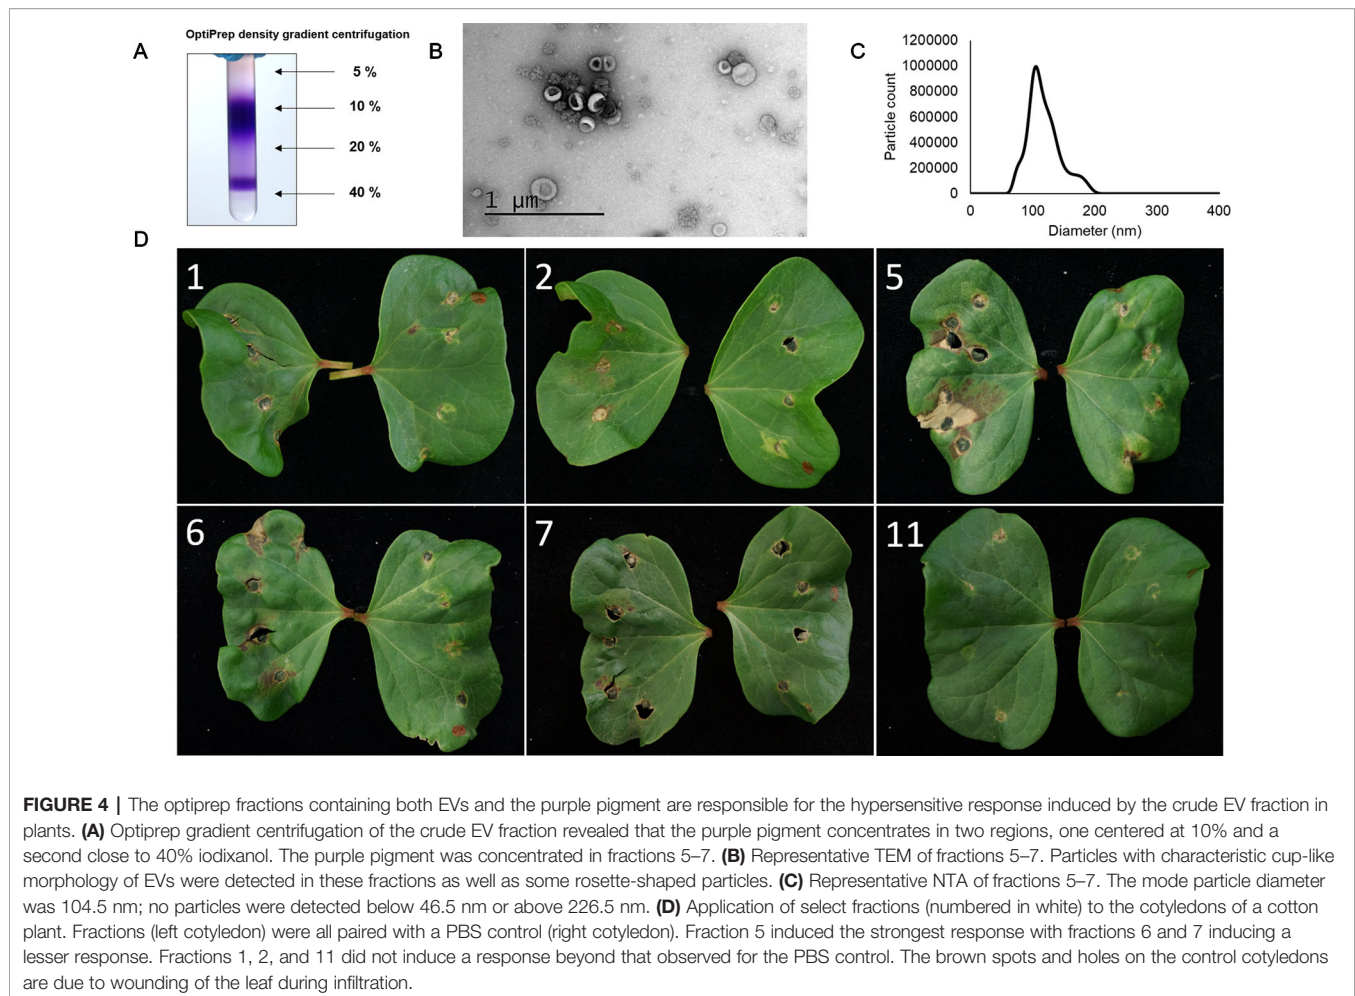 OptiPrep density gradient centrifugation
A
5 %
10 %
20 %
40 %
B
1 µm
C
Particle count
1200000
1000000
800000
600000
400000
200000
0
0 100 200 300 400
Diameter (nm)
D
1
2
5
6
7
11
FIGURE 4 | The optiprep fractions containing both EVs and the purple pigment are responsible for the hypersensitive response induced by the crude EV fraction in
plants. (A) Optiprep gradient centrifugation of the crude EV fraction revealed that the purple pigment concentrates in two regions, one centered at 10% and a
second close to 40% iodixanol. The purple pigment was concentrated in fractions 5–7. (B) Representative TEM of fractions 5–7. Particles with characteristic cup-like
morphology of EVs were detected in these fractions as well as some rosette-shaped particles. (C) Representative NTA of fractions 5–7. The mode particle diameter
was 104.5 nm; no particles were detected below 46.5 nm or above 226.5 nm. (D) Application of select fractions (numbered in white) to the cotyledons of a cotton
plant. Fractions (left cotyledon) were all paired with a PBS control (right cotyledon). Fraction 5 induced the strongest response with fractions 6 and 7 inducing a
lesser response. Fractions 1, 2, and 11 did not induce a response beyond that observed for the PBS control. The brown spots and holes on the control cotyledons
are due to wounding of the leaf during infiltration.